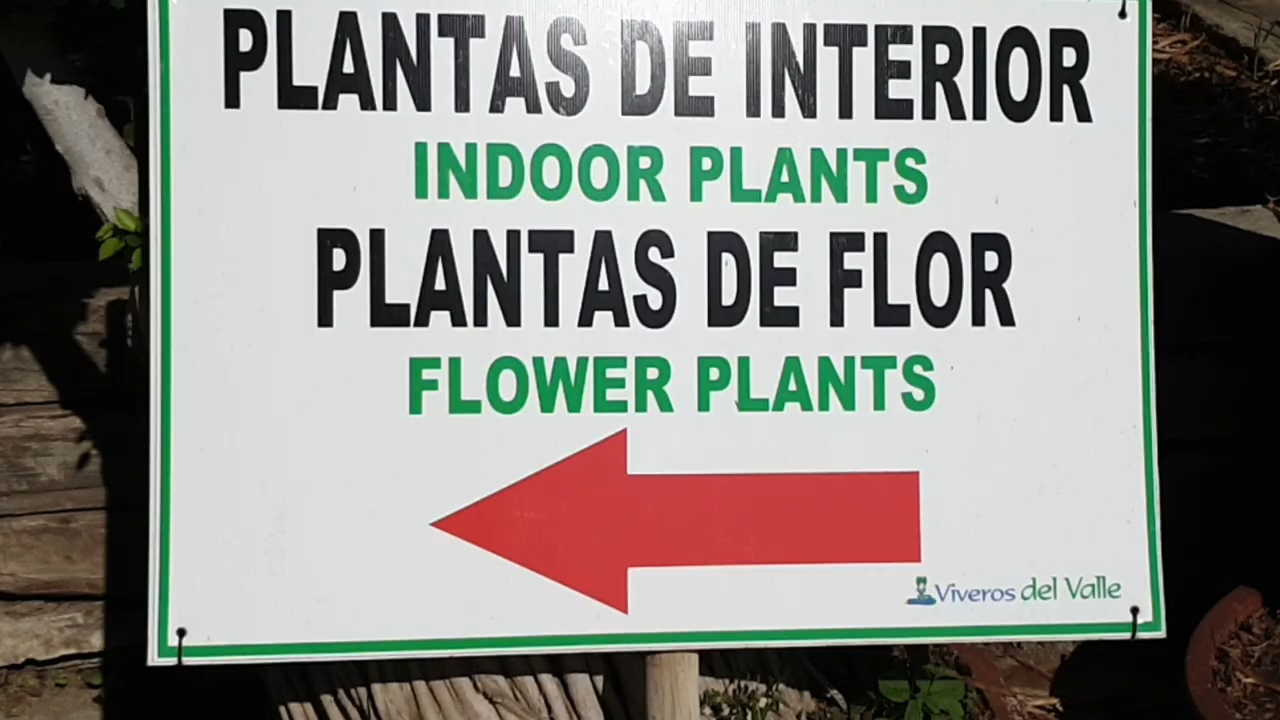 PLANTAS DE INTERIOR
INDOOR PLANTS
PLANTAS DE FLOR
FLOWER PLANTS
Viveros del Valle